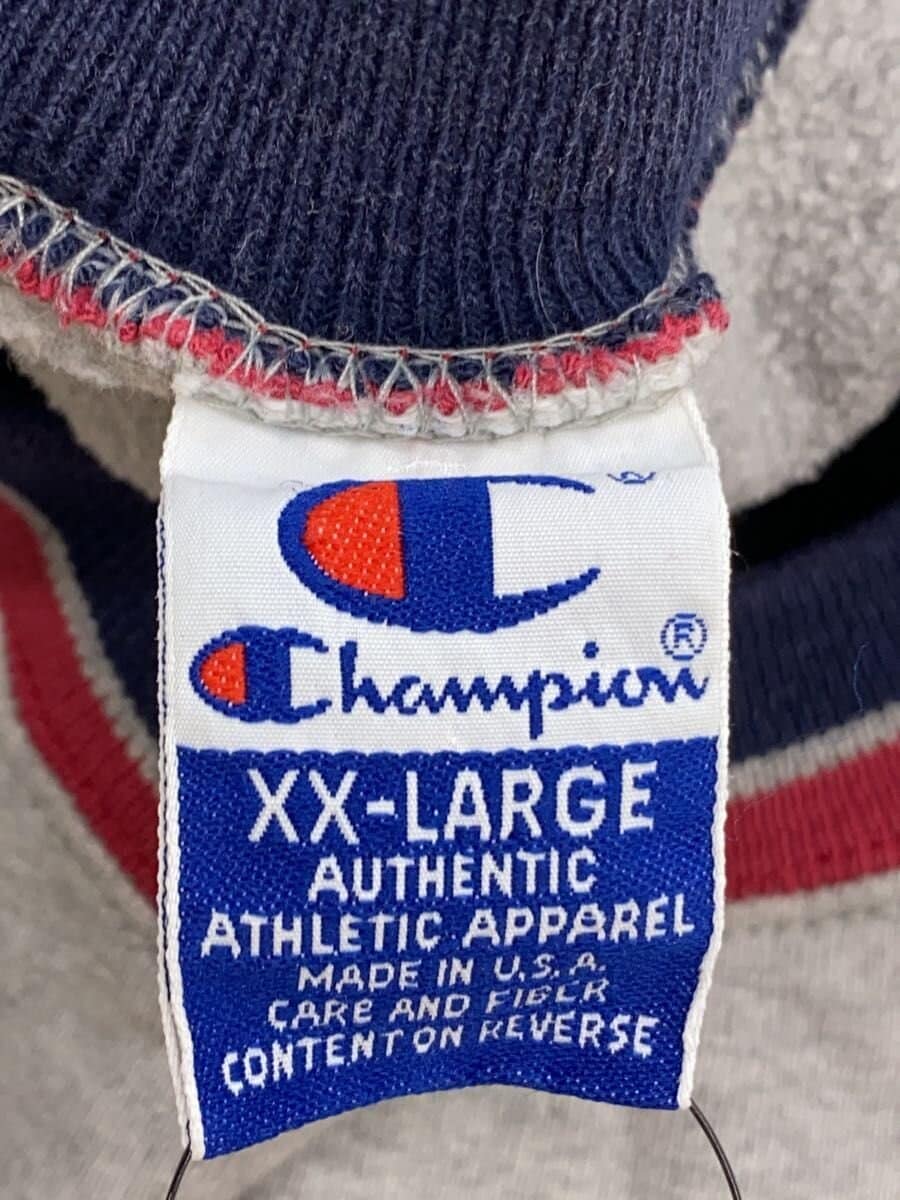 Champion®
XX-LARGE
AUTHENTIC
ATHLETIC APPAREL
MADE IN U.S.A.
CARE AND FIBER
CONTENT ON REVERSE